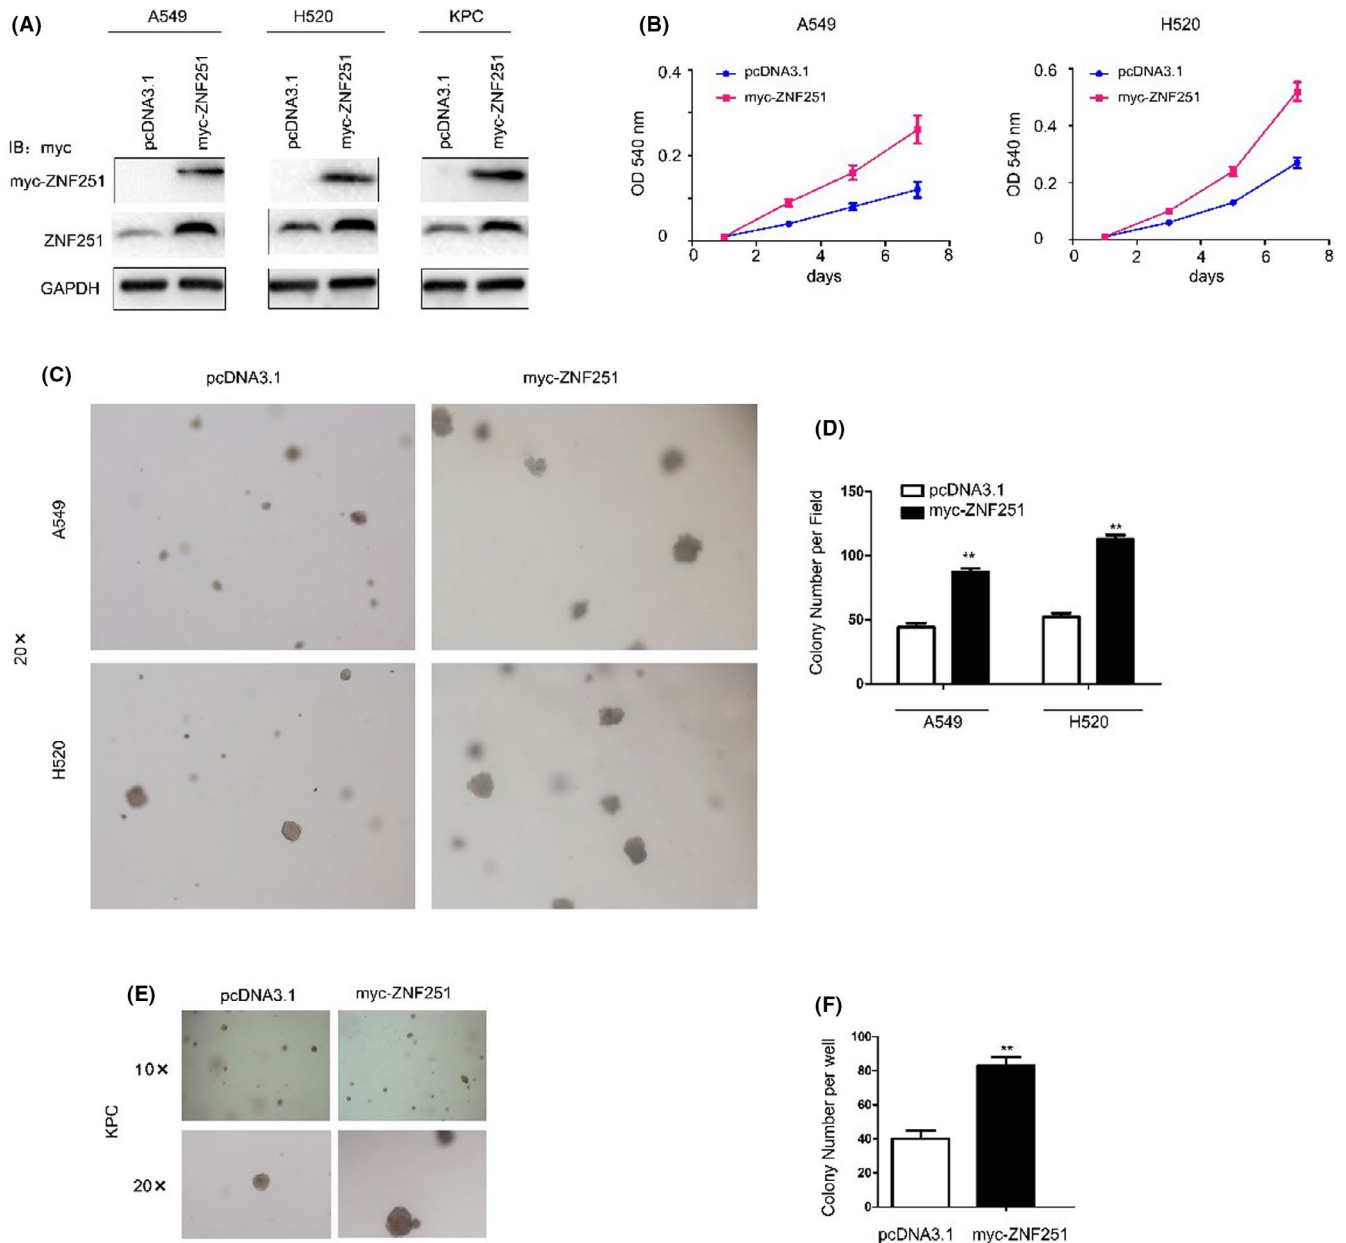 (A)
A549
H520
KPC
pcDNA3.1
myc-ZNF251
pcDNA3.1
myc-ZNF251
pcDNA3.1
myc-ZNF251
IB: myc
myc-ZNF251
ZNF251
GAPDH
(B)
A549
pcDNA3.1
myc-ZNF251
OD 540 nm
0.4
0.2
0
0 2 4 6 8
days
H520
pcDNA3.1
myc-ZNF251
OD 540 nm
0.6
0.4
0.2
0
0 2 4 6 8
days
(C)
pcDNA3.1
myc-ZNF251
20×
A549
H520
(D)
pcDNA3.1
myc-ZNF251
Colony Number per Field
150
100
50
0
**
**
A549
H520
(E)
pcDNA3.1
myc-ZNF251
KPC
10×
20×
(F)
Colony Number per well
100
80
60
40
20
0
**
pcDNA3.1
myc-ZNF251